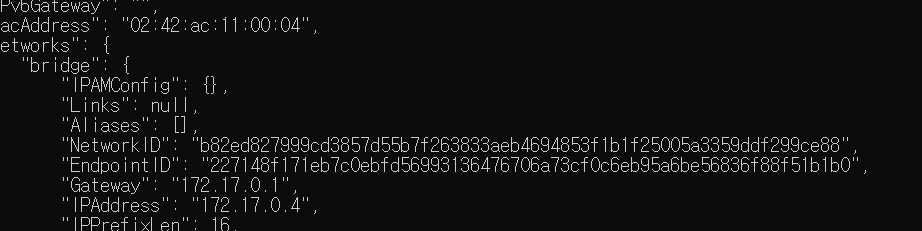 Pv6Gateway": "",
acAddress": "02:42:ac:11:00:04",
etworks": {
"bridge": {
"IPAMConfig": {},
"Links": null,
"Aliases": [],
"NetworkID": "b82ed827999cd3857d55b7f263833aeb4694853f1b1f25005a3359ddf299ce88",
"EndpointID": "227148f171eb7c0ebfd56993136476706a73cf0c6eb95a6be56836f88f51b1b0",
"Gateway": "172.17.0.1",
"IPAddress": "172.17.0.4",
"IPPrefixLen": 16,